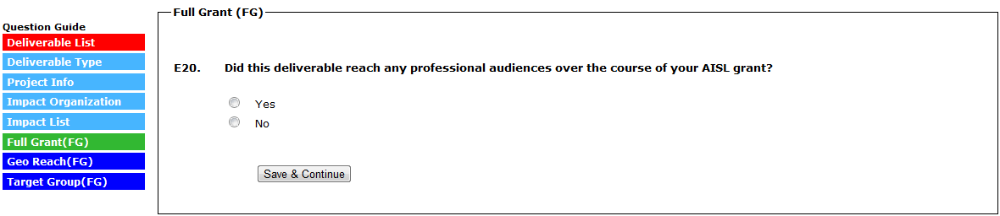 Question Guide
Deliverable List
Deliverable Type
Project Info
Impact Organization
Impact List
Full Grant(FG)
Geo Reach(FG)
Target Group(FG)
Full Grant (FG)
E20. Did this deliverable reach any professional audiences over the course of your AISL grant?
Yes
No
Save & Continue